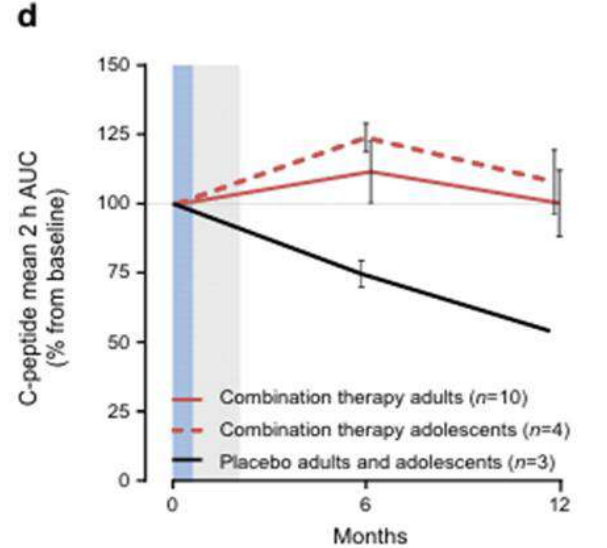 d
C-peptide mean 2 h AUC
(% from baseline)
150
125
100
75
50
25
0
Combination therapy adults (n=10)
Combination therapy adolescents (n=4)
Placebo adults and adolescents (n=3)
0
6
12
Months